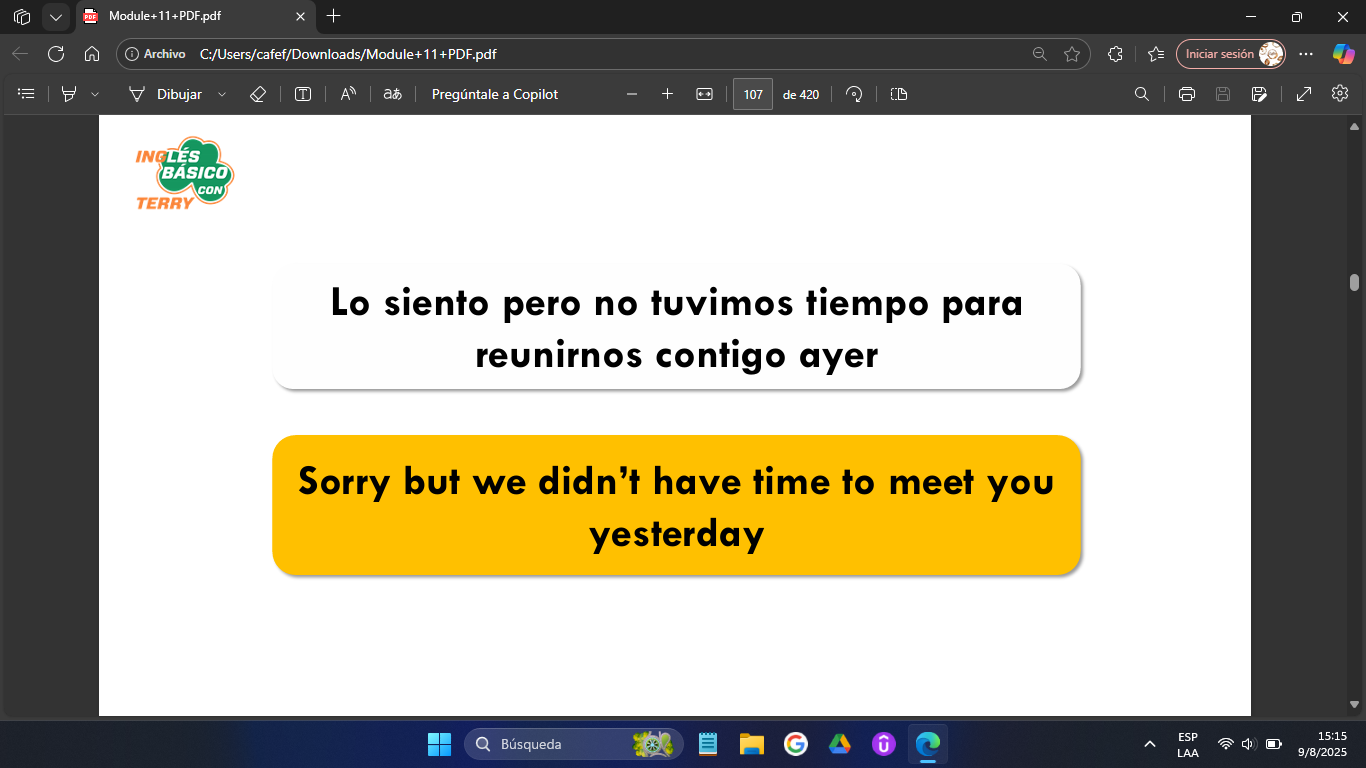 Module+11+PDF.pdf
Archivo
C:/Users/cafef/Downloads/Module+11+PDF.pdf
Iniciar sesión
Dibujar
Pregúntale a Copilot
107
de 420
INGLÉS
BÁSICO
CON
TERRY
Lo siento pero no tuvimos tiempo para
reunirnos contigo ayer
Sorry but we didn’t have time to meet you
yesterday
Búsqueda
ESP
LAA
15:15
9/8/2025